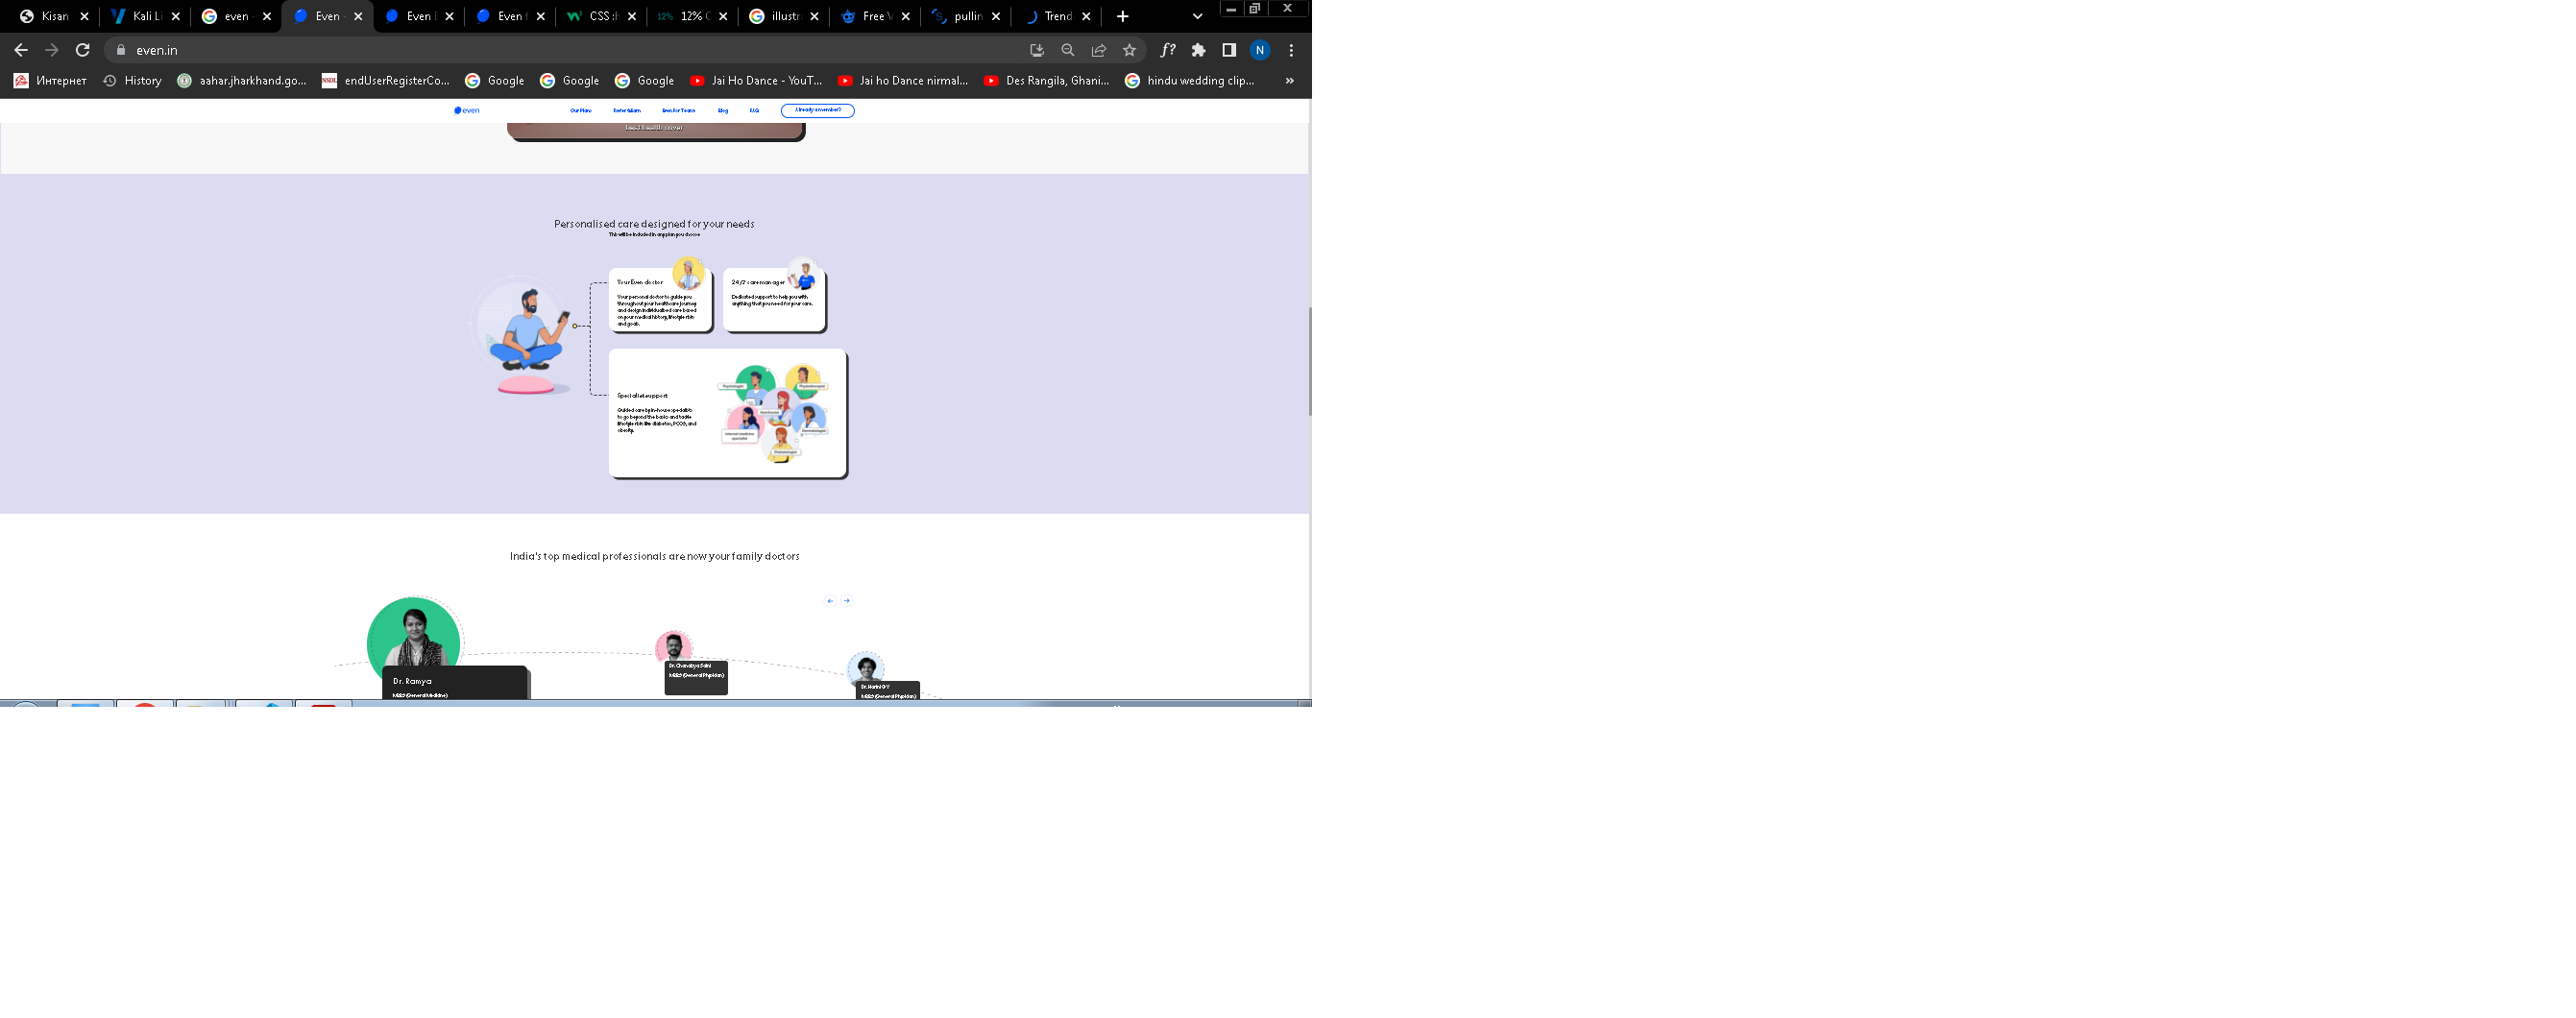 Kisan
Kali Li
even
Even
Even E
Even f
CSS :h
12% C
illustra
Free V
pullin
Trend
even.in
N
Интернет
History
aahar.jharkhand.go...
endUserRegisterCo...
Google
Google
Google
Jai Ho Dance - YouT...
Jai ho Dance nirmal...
Des Rangila, Ghani...
hindu wedding clip...
even
Our Plans
Refer & Earn
Even for Teams
Blog
FAQ
Already a member?
best health cover
Personalised care designed for your needs
This will be included in any plan you choose
Your Even doctor
Your personal doctor to guide you
throughout your healthcare journey
and design individualised care based
on your medical history, lifestyle risks
and goals.
24/7 care manager
Dedicated support to help you with
anything that you need for your care.
Specialist support
Guided care by in-house specialists
to go beyond the basics and tackle
lifestyle risks like diabetes, PCOS, and
obesity.
Physiotherapist
Nutritionist
Dermatologist
Internal medicine
specialist
India's top medical professionals are now your family doctors
Dr. Ramya
MBBS (General Medicine)
Dr. Chanakya Saini
MBBS (General Physician)
Dr. Harini G Y
MBBS (General Physician)